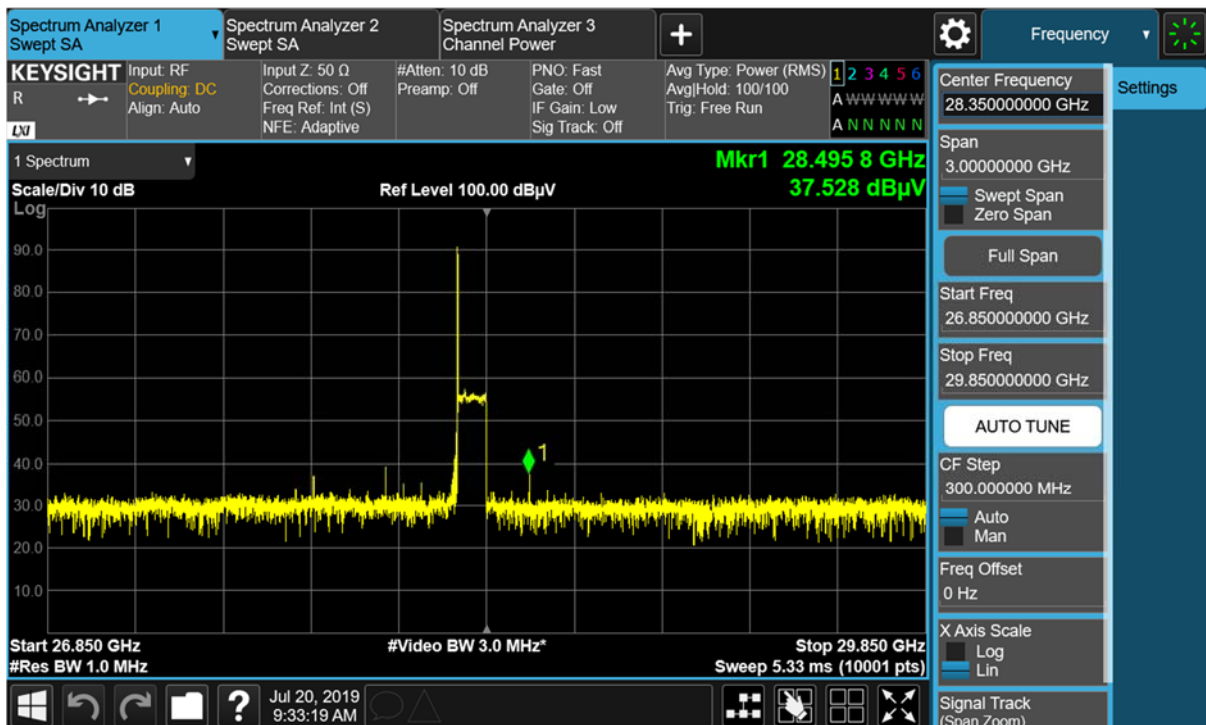 Spectrum Analyzer 1
Swept SA
Spectrum Analyzer 2
Swept SA
Spectrum Analyzer 3
Channel Power
+
Frequency
KEYSIGHT
R
LXI
Input: RF
Coupling: DC
Align: Auto
Input Z: 50 Ω
Corrections: Off
Freq Ref: Int (S)
NFE: Adaptive
#Atten: 10 dB
Preamp: Off
PNO: Fast
Gate: Off
IF Gain: Low
Sig Track: Off
Avg Type: Power (RMS)
Avg|Hold: 100/100
Trig: Free Run
1 2 3 4 5 6
A W W W W W
A N N N N N
1 Spectrum
Scale/Div 10 dB
Ref Level 100.00 dBµV
Mkr1 28.495 8 GHz
37.528 dBµV
Log
90.0
80.0
70.0
60.0
50.0
40.0
30.0
20.0
10.0
1
Start 26.850 GHz
#Video BW 3.0 MHz*
Stop 29.850 GHz
#Res BW 1.0 MHz
Sweep 5.33 ms (10001 pts)
Center Frequency
28.350000000 GHz
Span
3.00000000 GHz
Swept Span
Zero Span
Full Span
Start Freq
26.850000000 GHz
Stop Freq
29.850000000 GHz
AUTO TUNE
CF Step
300.000000 MHz
Auto
Man
Freq Offset
0 Hz
X Axis Scale
Log
Lin
Signal Track
(Span Zoom)
Settings
?
Jul 20, 2019
9:33:19 AM